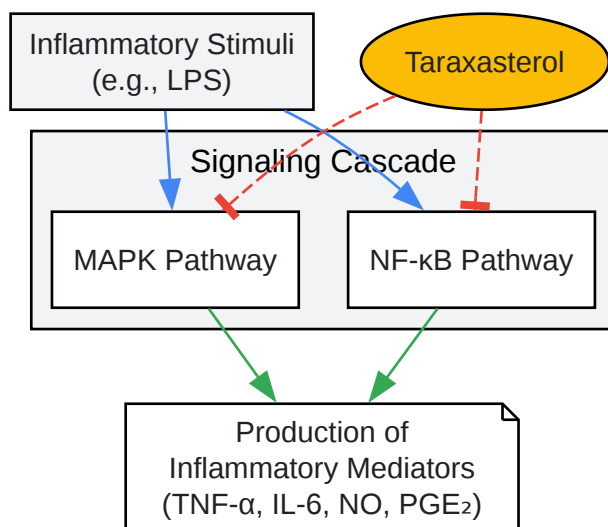 Inflammatory Stimuli
(e.g., LPS)
Taraxasterol
Signaling Cascade
MAPK Pathway
NF-κB Pathway
Production of
Inflammatory Mediators
(TNF-α, IL-6, NO, PGE₂)